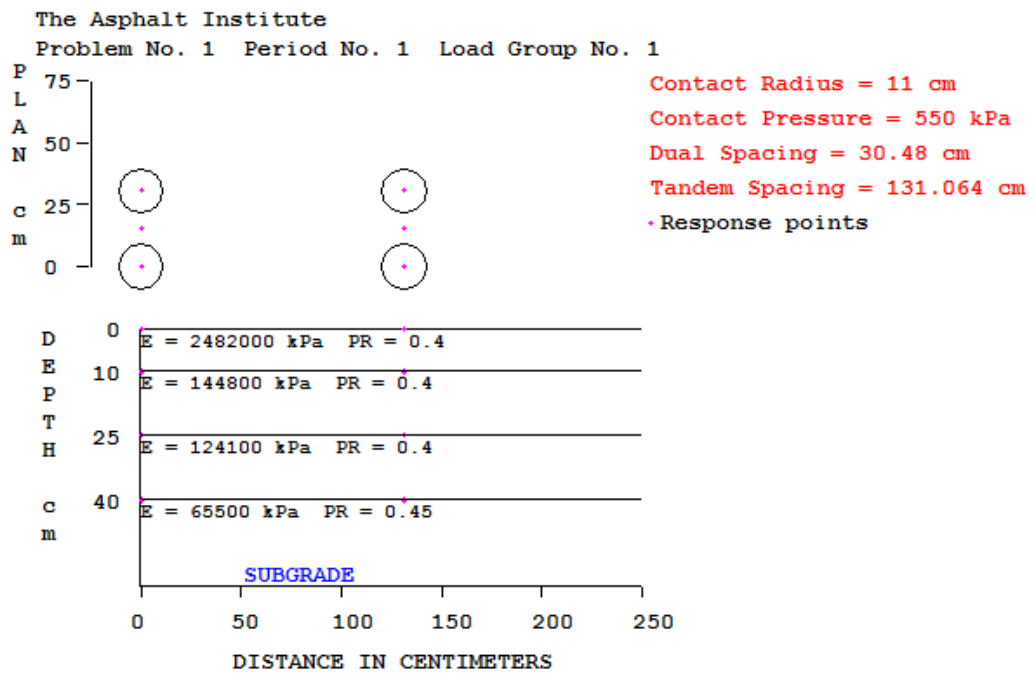 The Asphalt Institute
Problem No. 1 Period No. 1 Load Group No. 1
PLAN cm
75
50
25
0
Contact Radius = 11 cm
Contact Pressure = 550 kPa
Dual Spacing = 30.48 cm
Tandem Spacing = 131.064 cm
Response points
DEPTH cm
0
E = 2482000 kPa PR = 0.4
10
E = 144800 kPa PR = 0.4
25
E = 124100 kPa PR = 0.4
40
E = 65500 kPa PR = 0.45
SUBGRADE
0 50 100 150 200 250
DISTANCE IN CENTIMETERS